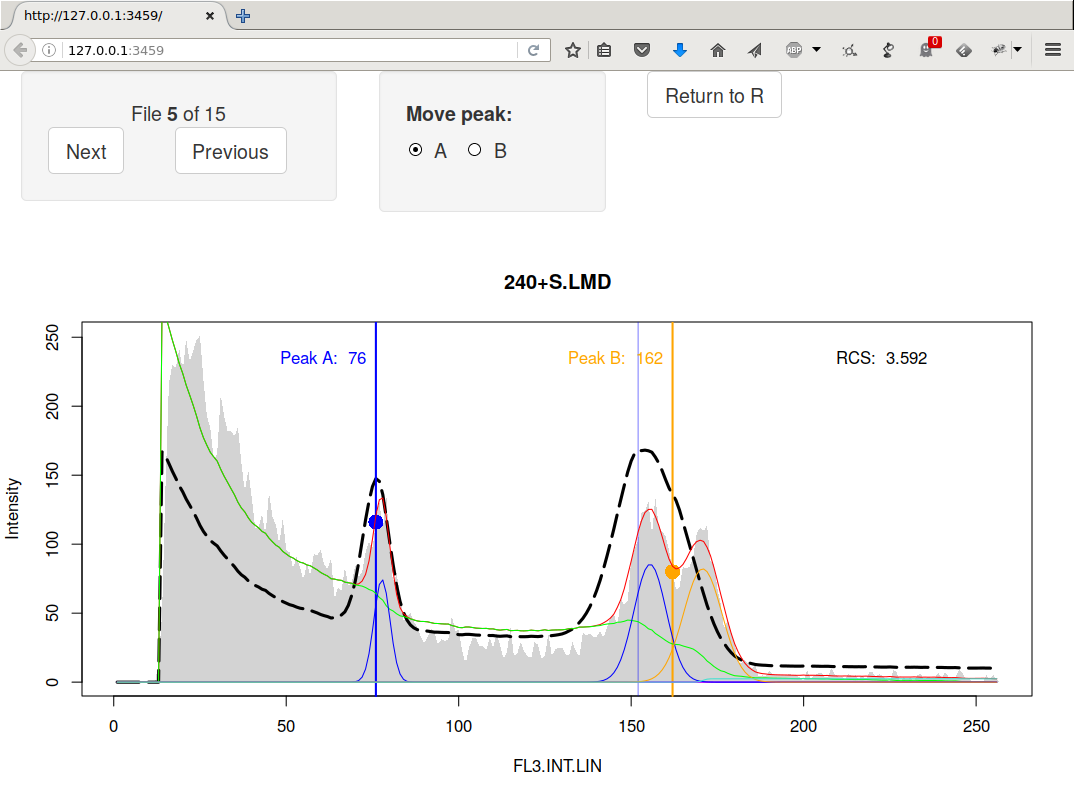 http://127.0.0.1:3459/
127.0.0.1:3459
ABP
0
File 5 of 15
Next Previous
Move peak:
A B
Return to R
240+S.LMD
Peak A: 76
Peak B: 162
RCS: 3.592
Intensity
250
200
150
100
50
0
0 50 100 150 200 250
FL3.INT.LIN